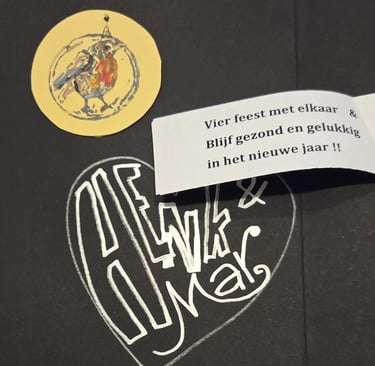 Vier feest met elkaar &
Blijf gezond en gelukkig
in het nieuwe jaar !!
HENK &
Mar